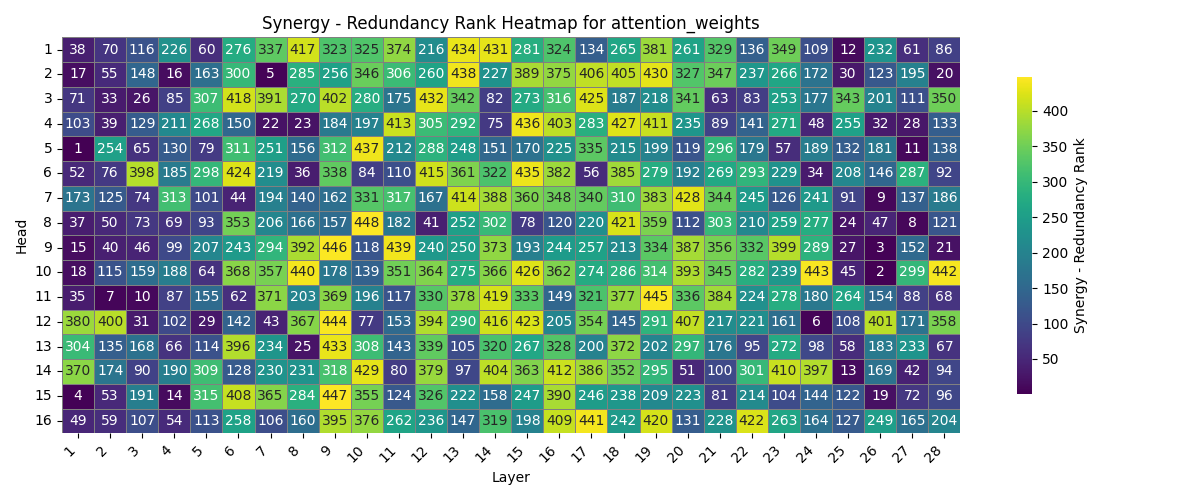 Synergy - Redundancy Rank Heatmap for attention_weights
1 38 70 116 226 60 276 337 417 323 325 374 216 434 431 281 324 134 265 381 261 329 136 349 109 12 232 61 86
2 17 55 148 16 163 300 5 285 256 346 306 260 438 227 389 375 406 405 430 327 347 237 266 172 30 123 195 20
3 71 33 26 85 307 418 391 270 402 280 175 432 342 82 273 316 425 187 218 341 63 83 253 177 343 201 111 350
4 103 39 129 211 268 150 22 23 184 197 413 305 292 75 436 403 283 427 411 235 89 141 271 48 255 32 28 133
5 1 254 65 130 79 311 251 156 312 437 212 288 248 151 170 225 335 215 199 119 296 179 57 189 132 181 11 138
6 52 76 398 185 298 424 219 36 338 84 110 415 361 322 435 382 56 385 279 192 269 293 229 34 208 146 287 92
7 173 125 74 313 101 44 194 140 162 331 317 167 414 388 360 348 340 310 383 428 344 245 126 241 91 9 137 186
8 37 50 73 69 93 353 206 166 157 448 182 41 252 302 78 120 220 421 359 112 303 210 259 277 24 47 8 121
9 15 40 46 99 207 243 294 392 446 118 439 240 250 373 193 244 257 213 334 387 356 332 399 289 27 3 152 21
10 18 115 159 188 64 368 357 440 178 139 351 364 275 366 426 362 274 286 314 393 345 282 239 443 45 2 299 442
11 35 7 10 87 155 62 371 203 369 196 117 330 378 419 333 149 321 377 445 336 384 224 278 180 264 154 88 68
12 380 400 31 102 29 142 43 367 444 77 153 394 290 416 423 205 354 145 291 407 217 221 161 6 108 401 171 358
13 304 135 168 66 114 396 234 25 433 308 143 339 105 320 267 328 200 372 202 297 176 95 272 98 58 183 233 67
14 370 174 90 190 309 128 230 231 318 429 80 379 97 404 363 412 386 352 295 51 100 301 410 397 13 169 42 94
15 4 53 191 14 315 408 365 284 447 355 124 326 222 158 247 390 246 238 209 223 81 214 104 144 122 19 72 96
16 49 59 107 54 113 258 106 160 395 376 262 236 147 319 198 409 441 242 420 131 228 422 263 164 127 249 165 204
1 2 3 4 5 6 7 8 9 10 11 12 13 14 15 16 17 18 19 20 21 22 23 24 25 26 27 28
Layer
Head
400
350
300
250
200
150
100
50
Synergy - Redundancy Rank